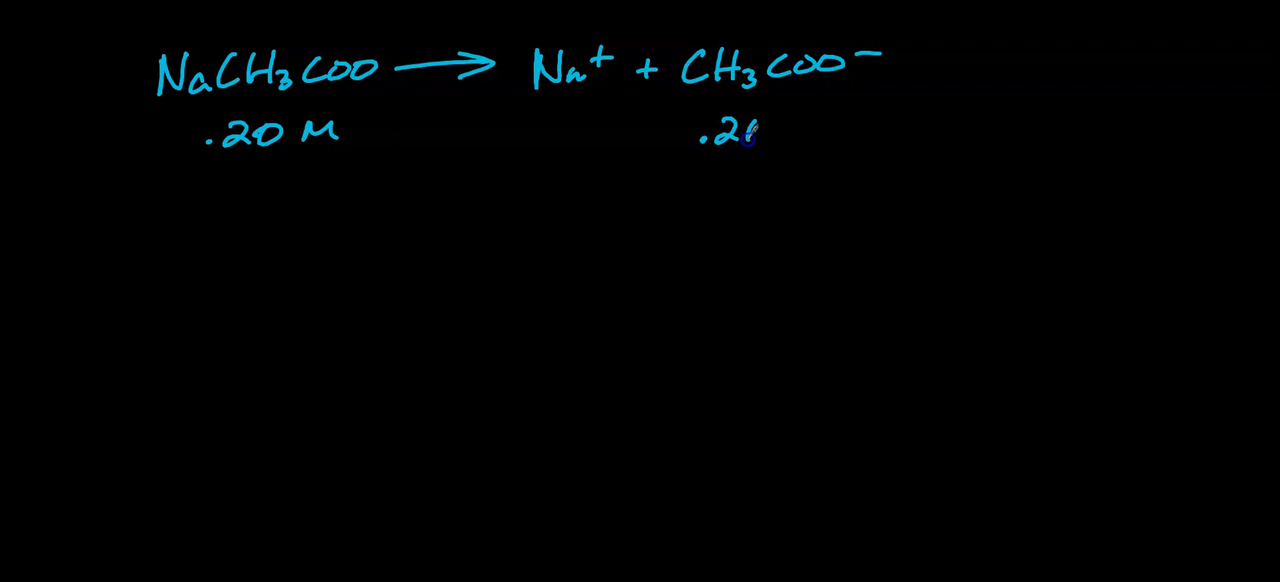 NaCH₃COO ⟶ Na⁺ + CH₃COO⁻
.20 M